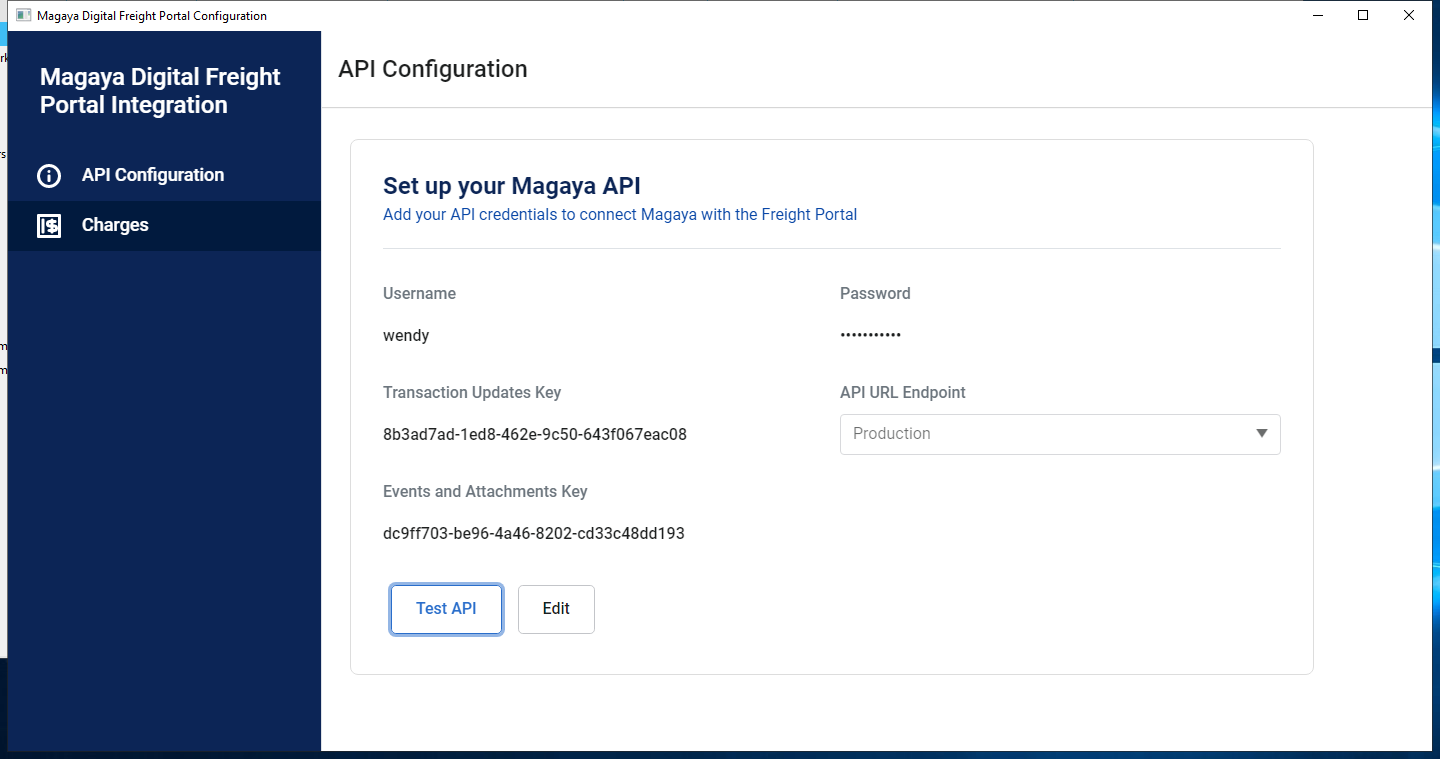 Magaya Digital Freight Portal Configuration
Magaya Digital Freight
Portal Integration
API Configuration
Charges
API Configuration
Set up your Magaya API
Add your API credentials to connect Magaya with the Freight Portal
Username
Password
wendy
•••••••••••
Transaction Updates Key
API URL Endpoint
8b3ad7ad-1ed8-462e-9c50-643f067eac08
Production
Events and Attachments Key
dc9ff703-be96-4a46-8202-cd33c48dd193
Test API
Edit